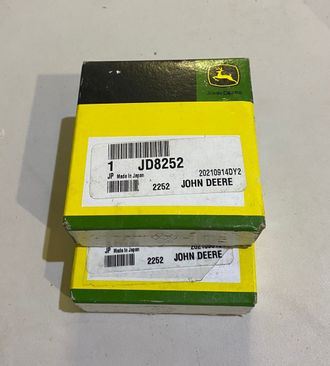 JOHN DEERE
1 JD8252
JP Made In Japan
20210914DY2
2252 JOHN DEERE
JP Made In Japan
2252 JOHN DEERE